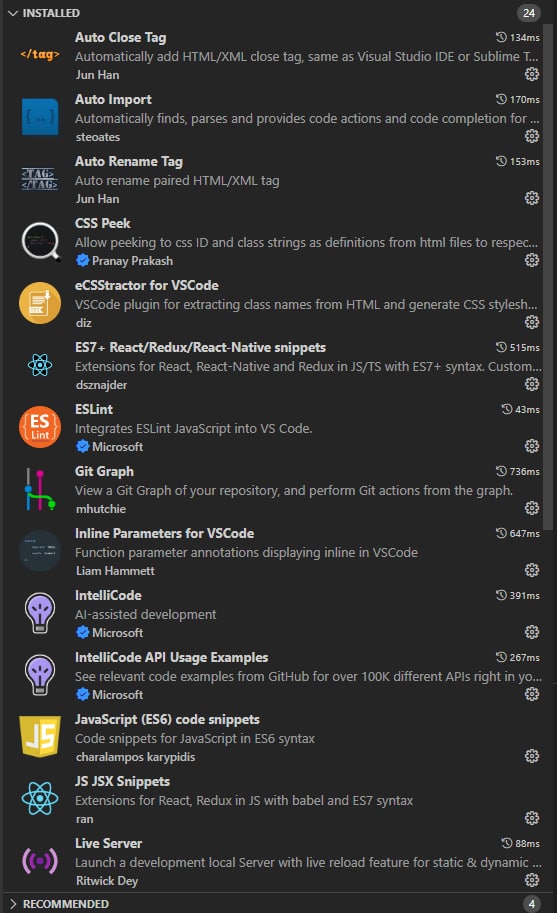 INSTALLED 24
Auto Close Tag 134ms
</tag> Automatically add HTML/XML close tag, same as Visual Studio IDE or Sublime T...
Jun Han
Auto Import 170ms
{..} Automatically finds, parses and provides code actions and code completion for ...
steoates
Auto Rename Tag 153ms
<TAG>
</TAG> Auto rename paired HTML/XML tag
Jun Han
CSS Peek
Allow peeking to css ID and class strings as definitions from html files to respec...
Pranay Prakash
eCSStractor for VSCode
VSCode plugin for extracting class names from HTML and generate CSS stylesh...
diz
ES7+ React/Redux/React-Native snippets 515ms
Extensions for React, React-Native and Redux in JS/TS with ES7+ syntax. Custom...
dsznajder
ESLint 43ms
{ES}
Lint Integrates ESLint JavaScript into VS Code.
Microsoft
Git Graph 736ms
View a Git Graph of your repository, and perform Git actions from the graph.
mhutchie
Inline Parameters for VSCode 647ms
Function parameter annotations displaying inline in VSCode
Liam Hammett
IntelliCode 391ms
AI-assisted development
Microsoft
IntelliCode API Usage Examples 267ms
See relevant code examples from GitHub for over 100K different APIs right in yo...
Microsoft
JavaScript (ES6) code snippets
JS Code snippets for JavaScript in ES6 syntax
charalampos karypidis
JS JSX Snippets
Extensions for React, Redux in JS with babel and ES7 syntax
ran
Live Server 88ms
Launch a development local Server with live reload feature for static & dynamic ...
Ritwick Dey
RECOMMENDED 4